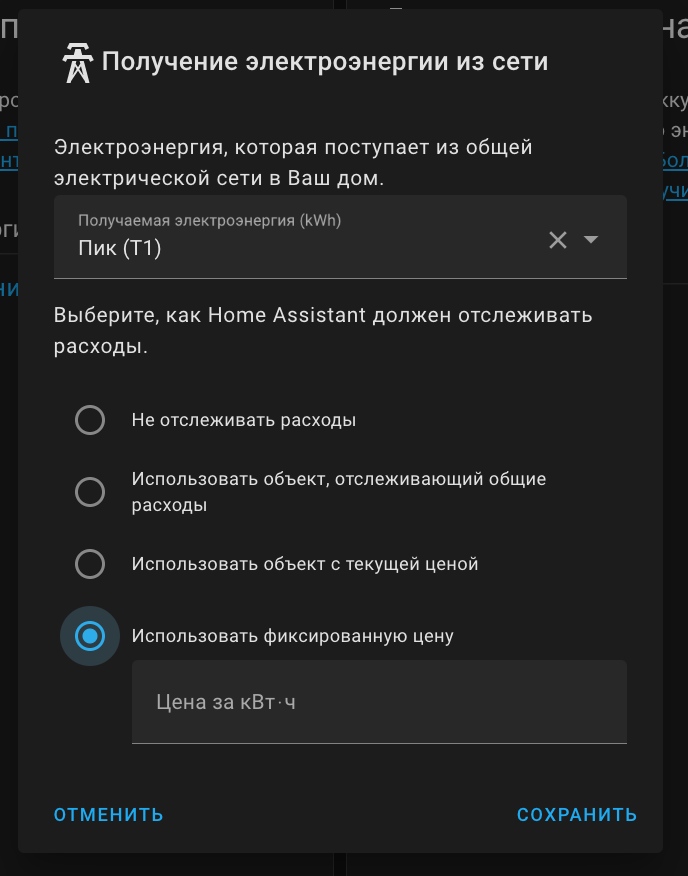 Получение электроэнергии из сети
Электроэнергия, которая поступает из общей
электрической сети в Ваш дом.
Получаемая электроэнергия (kWh)
Пик (T1)
Выберите, как Home Assistant должен отслеживать
расходы.
Не отслеживать расходы
Использовать объект, отслеживающий общие
расходы
Использовать объект с текущей ценой
Использовать фиксированную цену
Цена за кВт·ч
ОТМЕНИТЬ
СОХРАНИТЬ